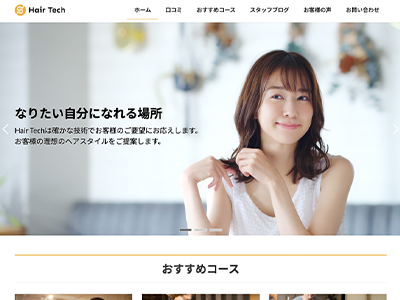 Hair Tech
ホーム 口コミ おすすめコース スタッフブログ お客様の声 お問い合わせ
なりたい自分になれる場所
Hair Techは確かな技術でお客様のご要望にお応えします。
お客様の理想のヘアスタイルをご提案します。
おすすめコース